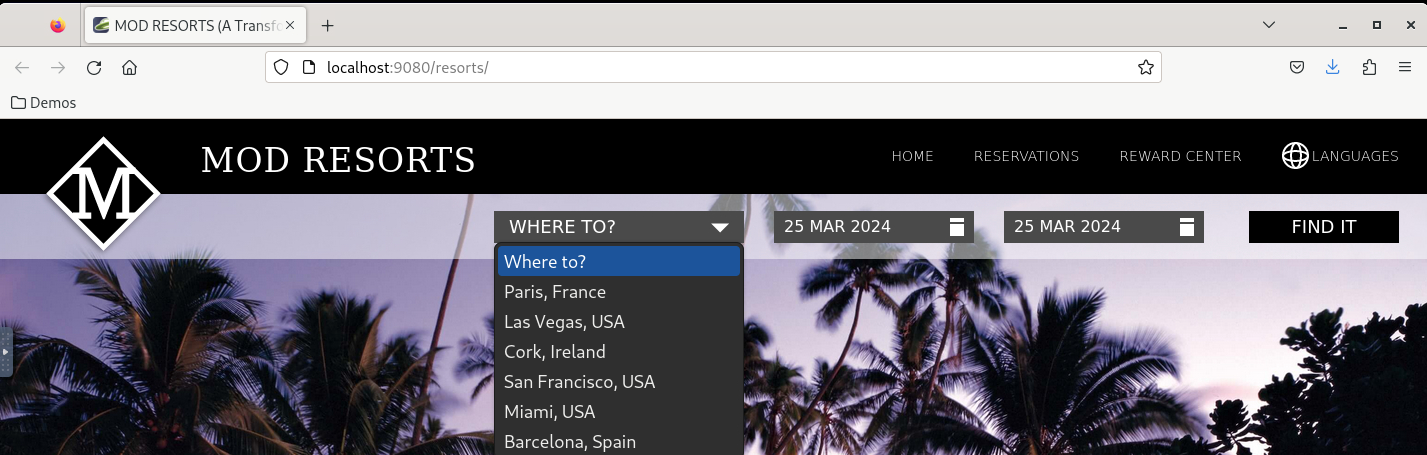 MOD RESORTS (A Transfo
localhost:9080/resorts/
Demos
M
MOD RESORTS
HOME
RESERVATIONS
REWARD CENTER
LANGUAGES
WHERE TO?
25 MAR 2024
25 MAR 2024
FIND IT
Where to?
Paris, France
Las Vegas, USA
Cork, Ireland
San Francisco, USA
Miami, USA
Barcelona, Spain